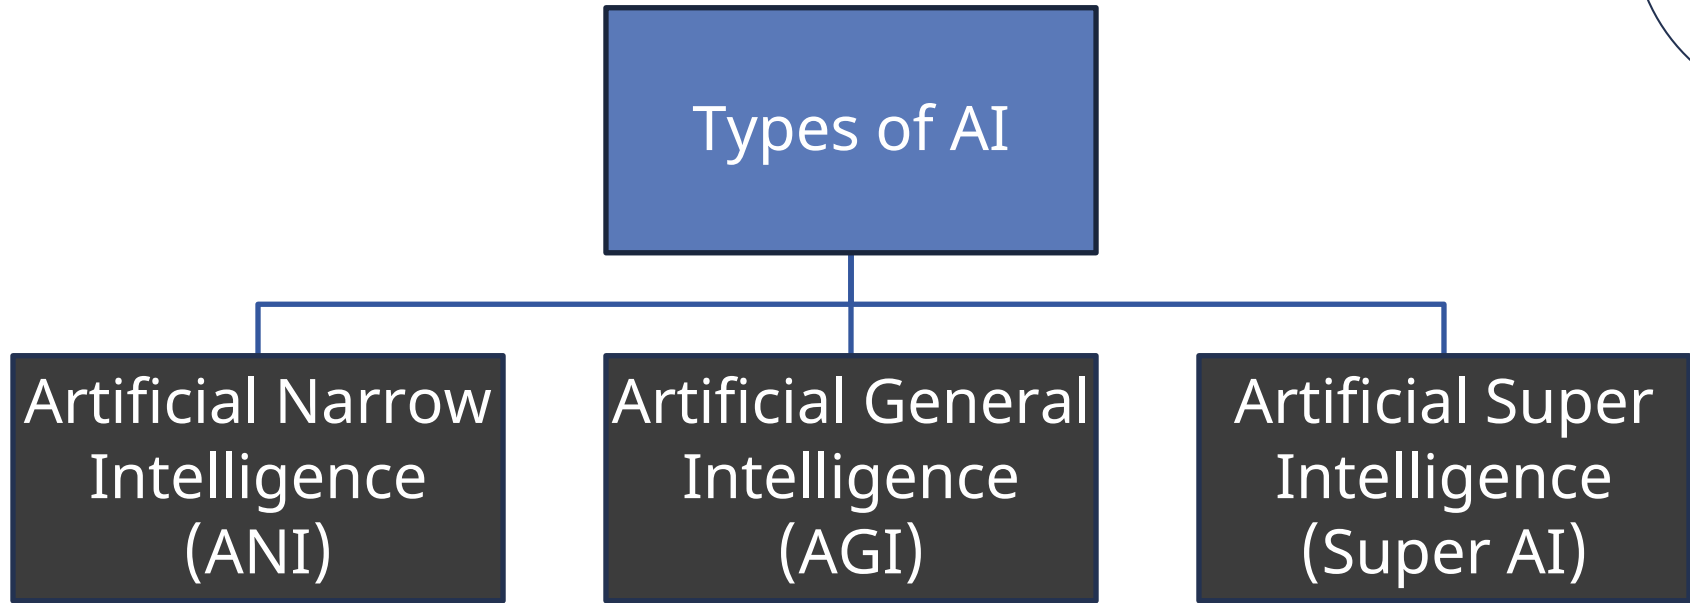 Types of AI
Artificial Narrow
Intelligence
(ANI)
Artificial General
Intelligence
(AGI)
Artificial Super
Intelligence
(Super AI)